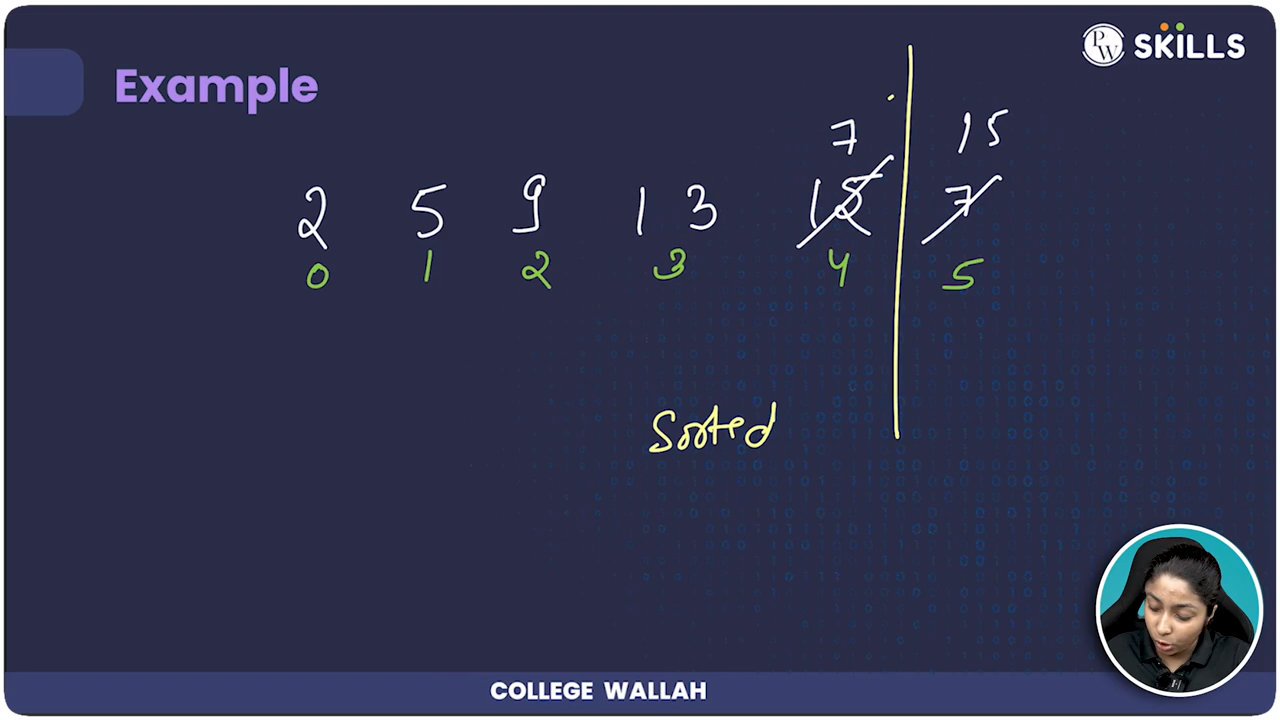 PW SKILLS
Example
7 15
2 5 9 13 15 7
0 1 2 3 4 5
Sorted
COLLEGE WALLAH